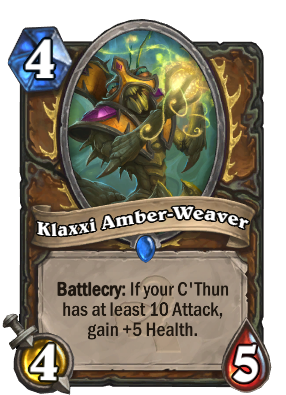 4
Klaxxi Amber-Weaver
Battlecry: If your C'Thun
has at least 10 Attack,
gain +5 Health.
4
5